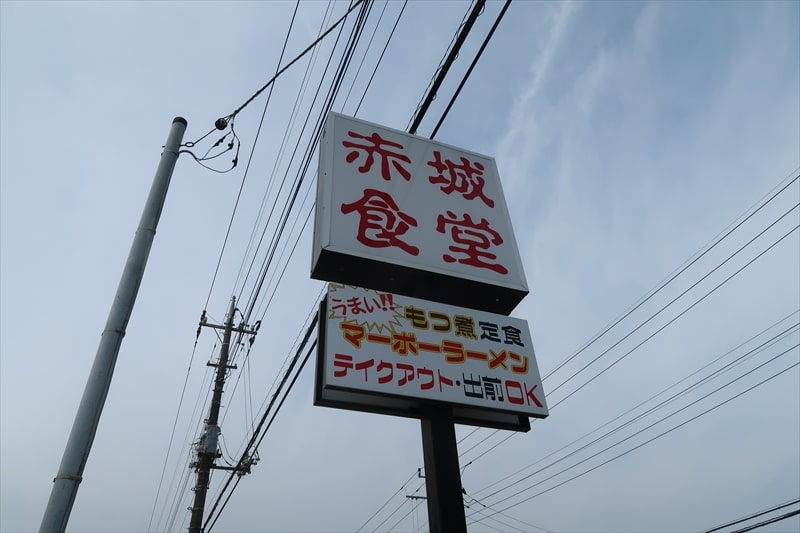 赤城
食堂
うまい!! もつ煮定食
マーボーラーメン
テイクアウト・出前OK